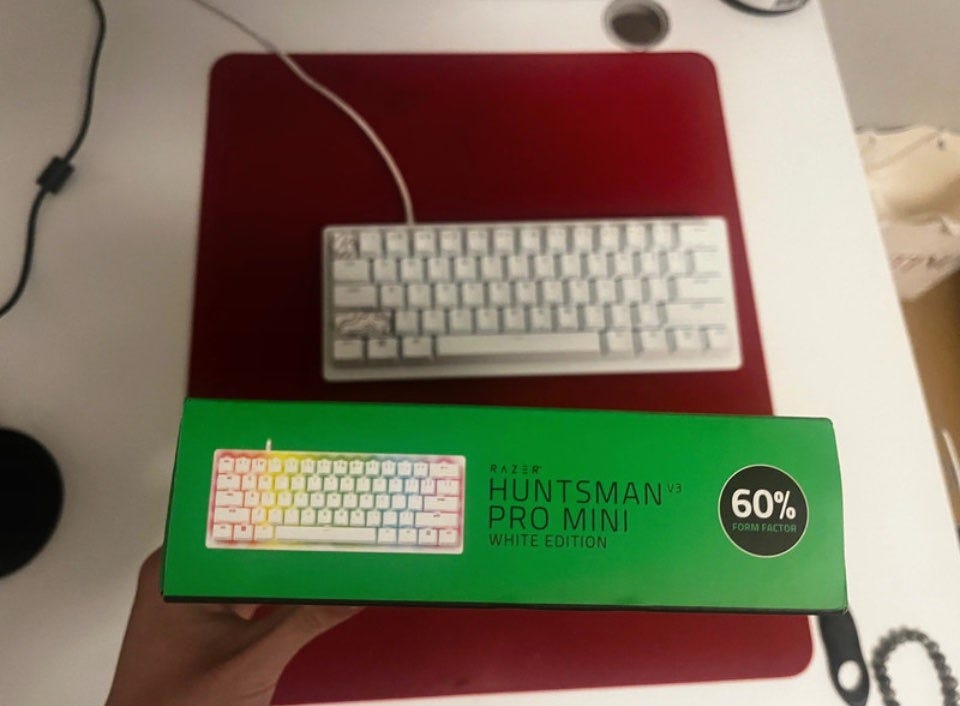 RAZER
HUNTSMAN V3
PRO MINI
WHITE EDITION
60%
FORM FACTOR